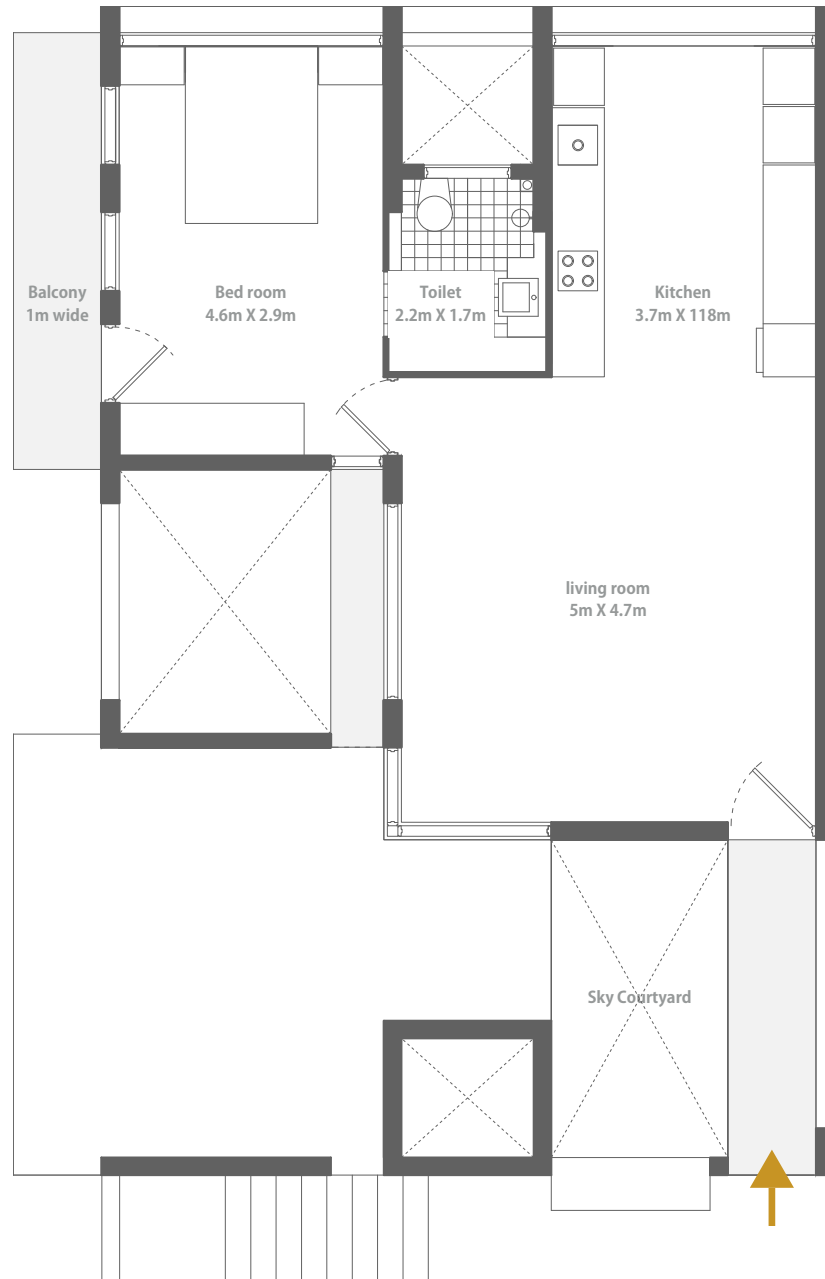 Balcony
1m wide
Bed room
4.6m X 2.9m
Toilet
2.2m X 1.7m
Kitchen
3.7m X 118m
living room
5m X 4.7m
Sky Courtyard